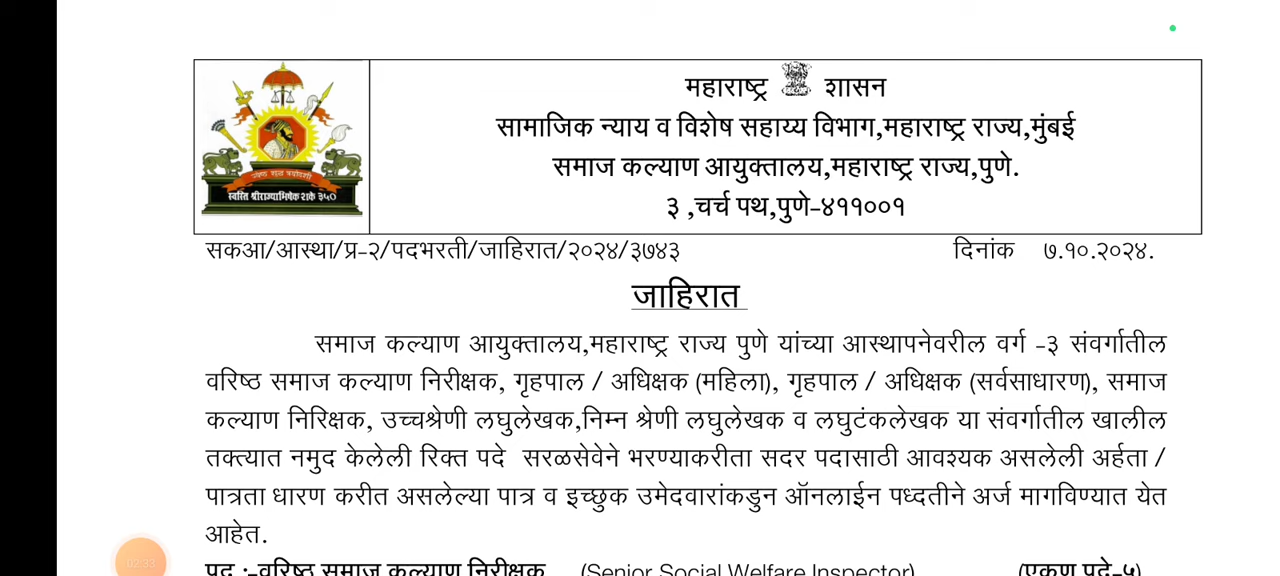 महाराष्ट्र शासन
सामाजिक न्याय व विशेष सहाय्य विभाग,महाराष्ट्र राज्य,मुंबई
समाज कल्याण आयुक्तालय,महाराष्ट्र राज्य,पुणे.
३ ,चर्च पथ,पुणे-४११००१
स्वस्ति श्रीराज्याभिषेक शके ३५०
सकआ/आस्था/प्र-२/पदभरती/जाहिरात/२०२४/३७४३ दिनांक ७.१०.२०२४.
जाहिरात
समाज कल्याण आयुक्तालय,महाराष्ट्र राज्य पुणे यांच्या आस्थापनेवरील वर्ग -३ संवर्गातील
वरिष्ठ समाज कल्याण निरीक्षक, गृहपाल / अधिक्षक (महिला), गृहपाल / अधिक्षक (सर्वसाधारण), समाज
कल्याण निरिक्षक, उच्चश्रेणी लघुलेखक,निम्न श्रेणी लघुलेखक व लघुटंकलेखक या संवर्गातील खालील
तक्त्यात नमुद केलेली रिक्त पदे सरळसेवेने भरण्याकरीता सदर पदासाठी आवश्यक असलेली अर्हता /
पात्रता धारण करीत असलेल्या पात्र व इच्छुक उमेदवारांकडुन ऑनलाईन पध्दतीने अर्ज मागविण्यात येत
आहेत.
02:33
पद :-वरिष्ठ समाज कल्याण निरीक्षक (Senior Social Welfare Inspector) (एकुण पदे-५)